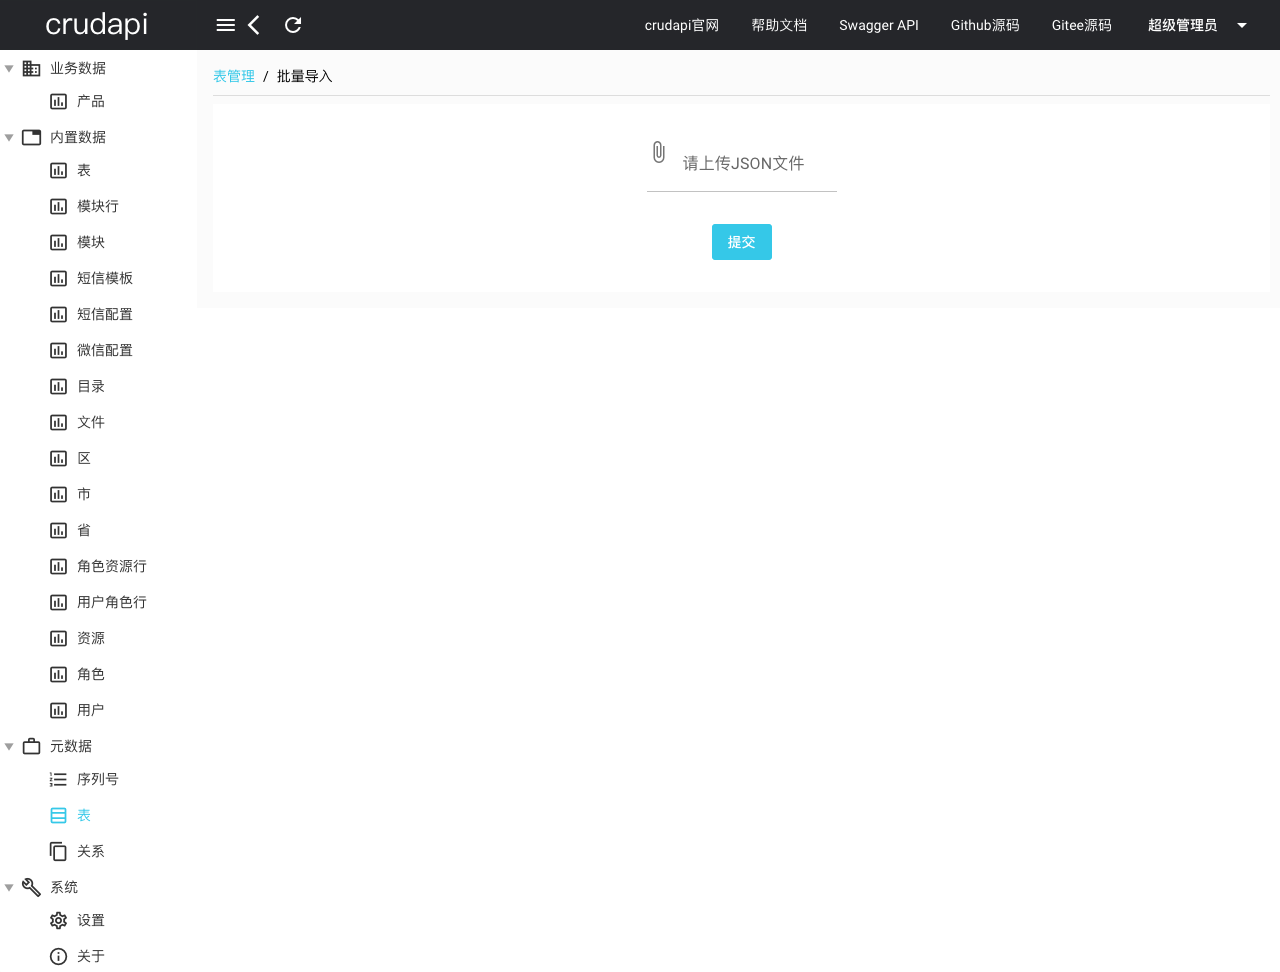 crudapi
crudapi官网 帮助文档 Swagger API Github源码 Gitee源码 超级管理员
业务数据
产品
内置数据
表
模块行
模块
短信模板
短信配置
微信配置
目录
文件
区
市
省
角色资源行
用户角色行
资源
角色
用户
元数据
序列号
表
关系
系统
设置
关于
表管理 / 批量导入
请上传JSON文件
提交